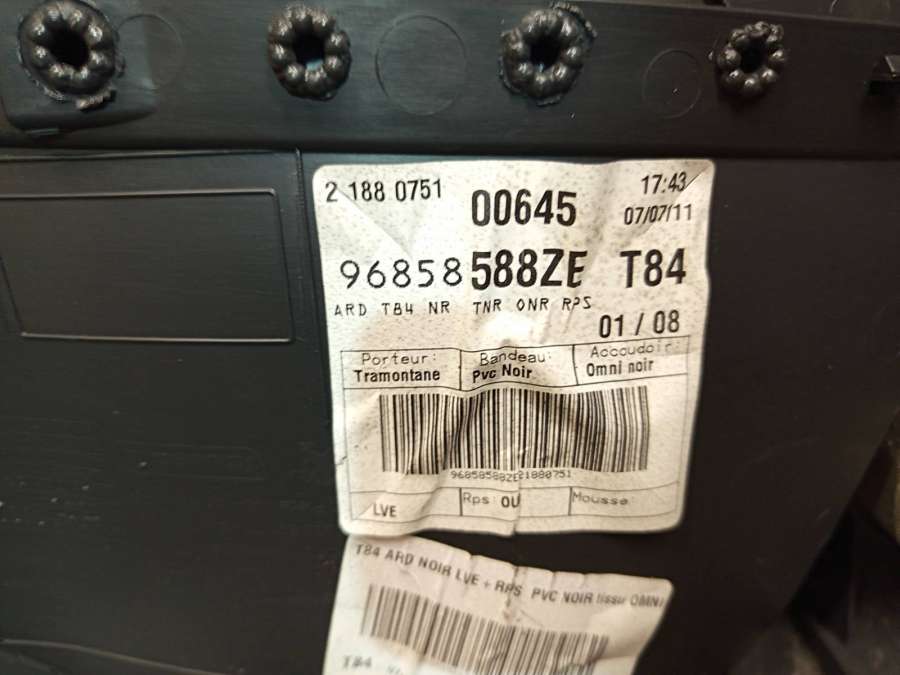 2 188 0751 00645 17:43
07/07/11
96858 588ZE T84
ARD T84 NR TNR ONR RPS
01 / 08
Porteur: Bandeau: Accoudoir:
Tramontane Pvc Noir Omni noir
96858588ZE21880751
LVE Rps: OU Mousse:
T84 ARD NOIR LVE + RPS PVC NOIR tissu OMNI
T84